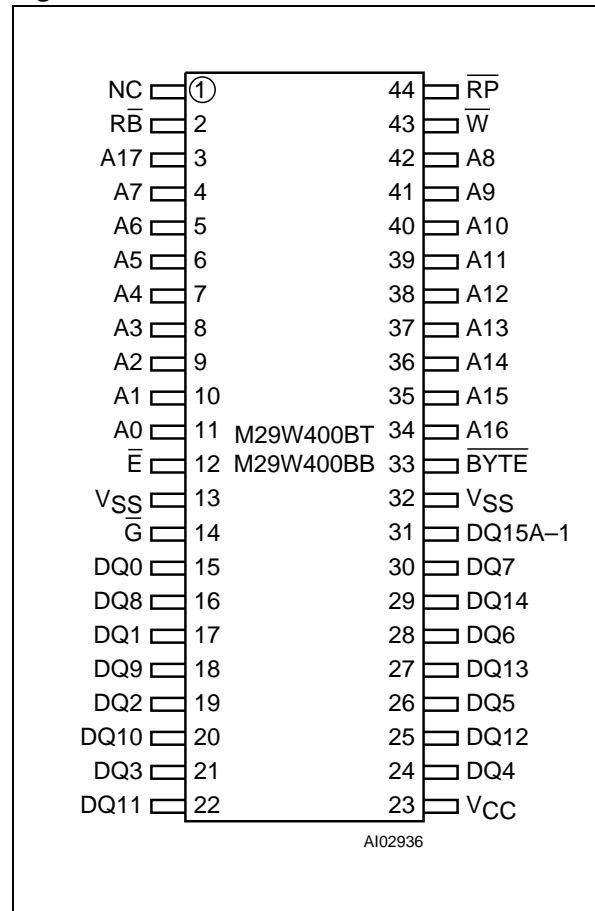 NC 1 44 R̅P̅
RB̅ 2 43 W̅
A17 3 42 A8
A7 4 41 A9
A6 5 40 A10
A5 6 39 A11
A4 7 38 A12
A3 8 37 A13
A2 9 36 A14
A1 10 35 A15
A0 11 M29W400BT 34 A16
E̅ 12 M29W400BB 33 B̅Y̅T̅E̅
VSS 13 32 VSS
G̅ 14 31 DQ15A–1
DQ0 15 30 DQ7
DQ8 16 29 DQ14
DQ1 17 28 DQ6
DQ9 18 27 DQ13
DQ2 19 26 DQ5
DQ10 20 25 DQ12
DQ3 21 24 DQ4
DQ11 22 23 VCC
AI02936